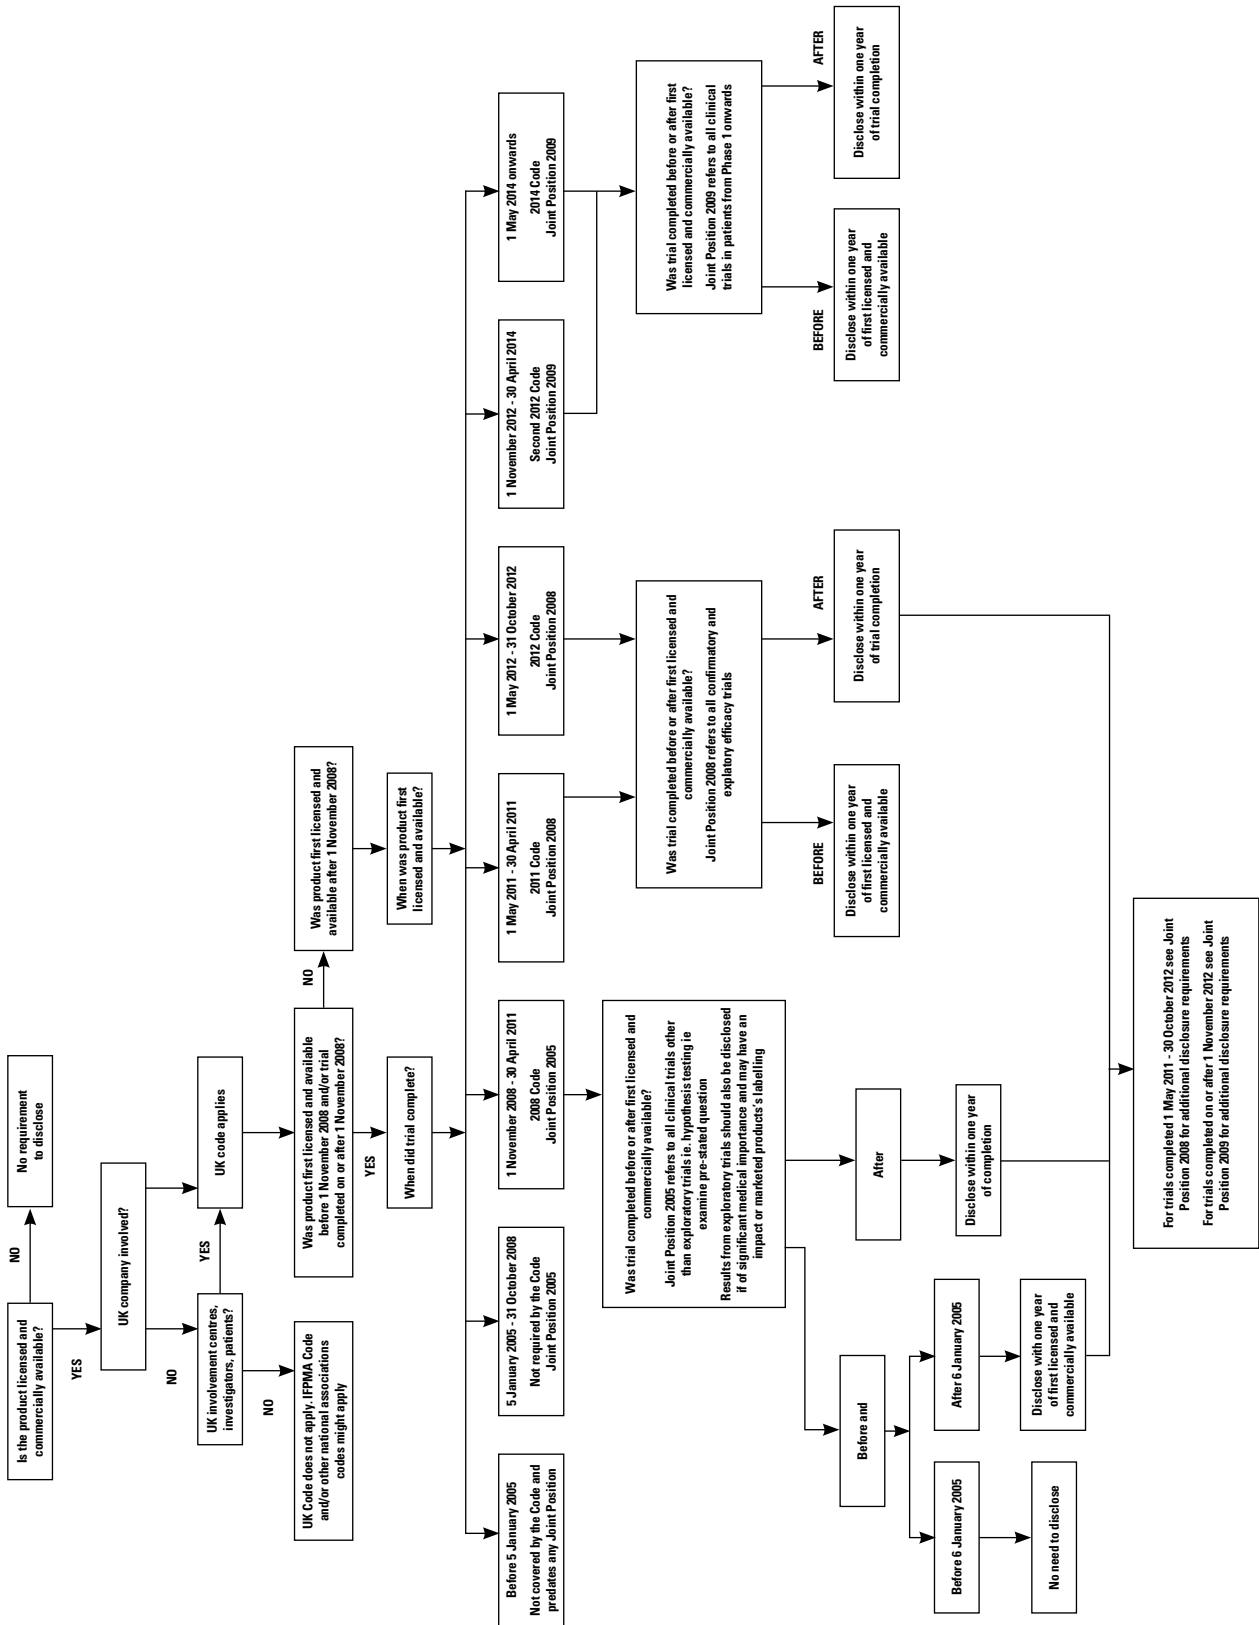 Is the product licensed and
commercially available?
NO
No requirement
to disclose
YES
UK company involved?
NO
UK involvement centres,
investigators, patients?
YES
UK code applies
NO
UK Code does not apply. IFPMA Code
and/or other national associations
codes might apply
Was product first licensed and available
before 1 November 2008 and/or trial
completed on or after 1 November 2008?
NO
Was product first licensed and
available after 1 November 2008?
YES
When did trial complete?
When was product first
licensed and available?
Before 5 January 2005
Not covered by the Code and
predates any Joint Position
5 January 2005 - 31 October 2008
Not required by the Code
Joint Position 2005
1 November 2008 - 30 April 2011
2008 Code
Joint Position 2005
1 May 2011 - 30 April 2011
2011 Code
Joint Position 2008
1 May 2012 - 31 October 2012
2012 Code
Joint Position 2008
1 November 2012 - 30 April 2014
Second 2012 Code
Joint Position 2009
1 May 2014 onwards
2014 Code
Joint Position 2009
Was trial completed before or after first licensed and
commercially available?
Joint Position 2005 refers to all clinical trials other
than exploratory trials ie. hypothesis testing ie
examine pre-stated question
Results from exploratory trials should also be disclosed
if of significant medical importance and may have an
impact or marketed products's labelling
Was trial completed before or after first licensed and
commercially available?
Joint Position 2008 refers to all confirmatory and
explatory efficacy trials
Was trial completed before or after first
licensed and commercially available?
Joint Position 2009 refers to all clinical
trials in patients from Phase 1 onwards
Before and
After
BEFORE
AFTER
BEFORE
AFTER
Before 6 January 2005
After 6 January 2005
Disclose within one year
of completion
Disclose within one year
of first licensed and
commercially available
Disclose within one year
of trial completion
Disclose within one year
of first licensed and
commercially available
Disclose within one year
of trial completion
No need to disclose
Disclose with one year
of first licensed and
commercially available
For trials completed 1 May 2011 - 30 October 2012 see Joint
Position 2008 for additional disclosure requirements
For trials completed on or after 1 November 2012 see Joint
Position 2009 for additional disclosure requirements